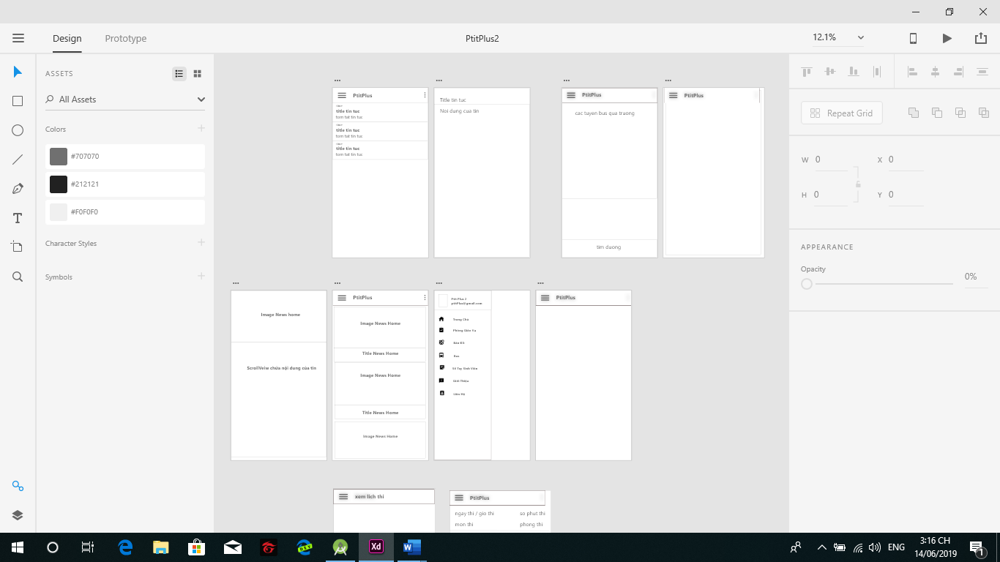 Design
Prototype
PtitPlus2
12.1%
ASSETS
All Assets
Colors
#707070
#212121
#F0F0F0
Character Styles
Symbols
PtitPlus
title tin tuc
tom tat tin tuc
title tin tuc
tom tat tin tuc
title tin tuc
tom tat tin tuc
Title tin tuc
Noi dung cua tin
PtitPlus
cac tuyen bus qua truong
tim duong
PtitPlus
Image News home
ScrollVeiw chứa nội dung của tin
PtitPlus
Image News Home
Title News Home
Image News Home
Title News Home
Image News Home
Ptit Plus 2
ptitPlus@gmail.com
Trang Chủ
Phòng Giáo Vụ
Bản Đồ
Bus
Sổ Tay Sinh Viên
Giới Thiệu
Liên Hệ
PtitPlus
xem lich thi
PtitPlus
ngay thi / gio thi
so phut thi
mon thi
phong thi
Repeat Grid
W 0
X 0
H 0
Y 0
APPEARANCE
Opacity
0%
Xd
W
ENG
3:16 CH
14/06/2019
1